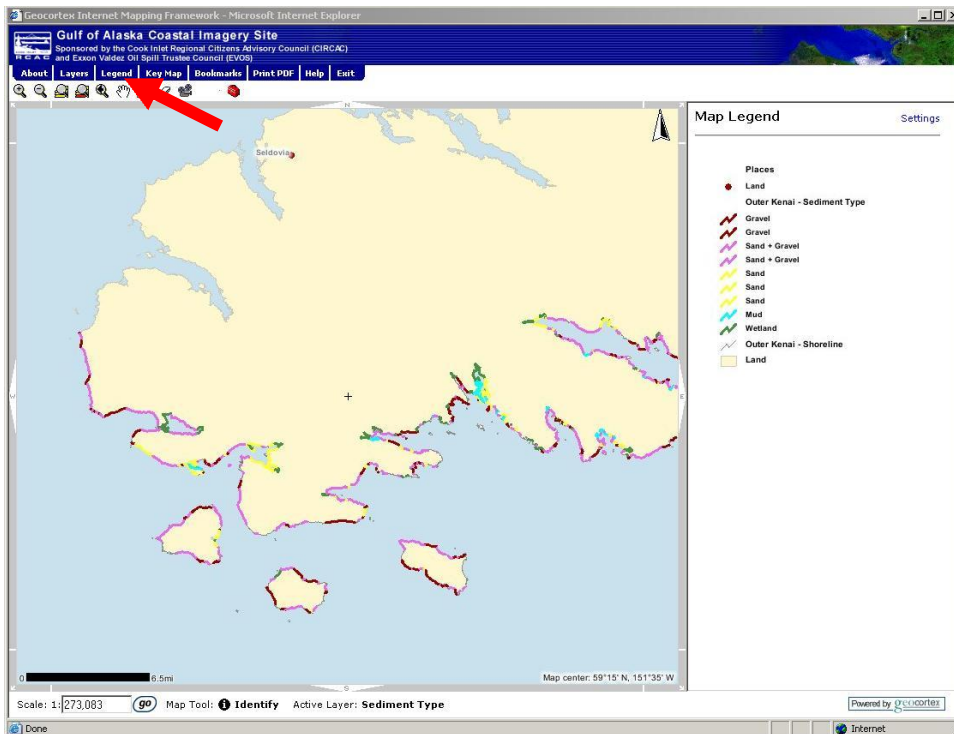 Geocortex Internet Mapping Framework - Microsoft Internet Explorer
Gulf of Alaska Coastal Imagery Site
Sponsored by the Cook Inlet Regional Citizens Advisory Council (CIRCAC)
and Exxon Valdez Oil Spill Trustee Council (EVOS)
RCAC
About Layers Legend Key Map Bookmarks Print PDF Help Exit
N
Seldovia
W
E
S
0 6.5mi
Map center: 59°15' N, 151°35' W
Map Legend
Settings
Places
Land
Outer Kenai - Sediment Type
Gravel
Gravel
Sand + Gravel
Sand + Gravel
Sand
Sand
Sand
Mud
Wetland
Outer Kenai - Shoreline
Land
Scale: 1: 273,083 go Map Tool: Identify Active Layer: Sediment Type
Powered by geocortex
Done
Internet